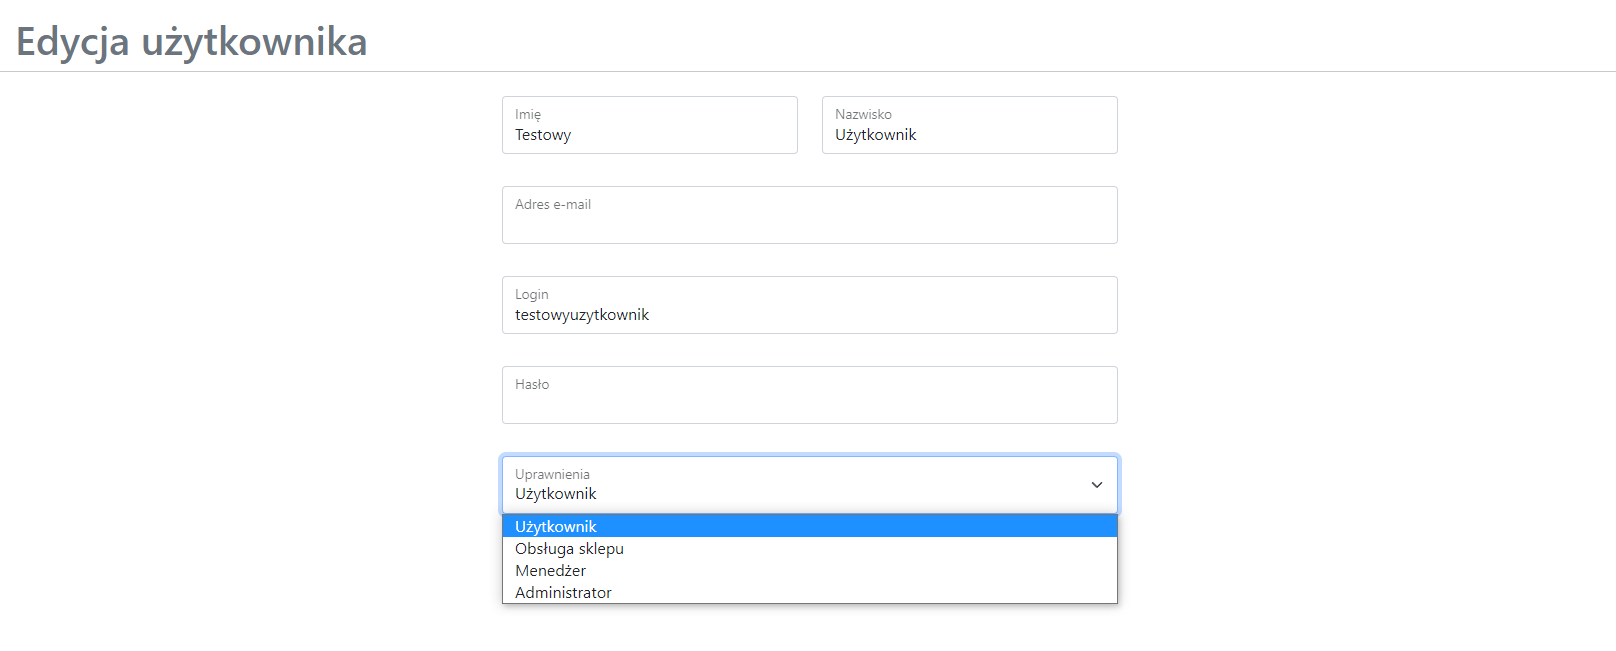 Edycja użytkownika
Imię
Testowy
Nazwisko
Użytkownik
Adres e-mail
Login
testowyuzytkownik
Hasło
Uprawnienia
Użytkownik
Użytkownik
Obsługa sklepu
Menedżer
Administrator